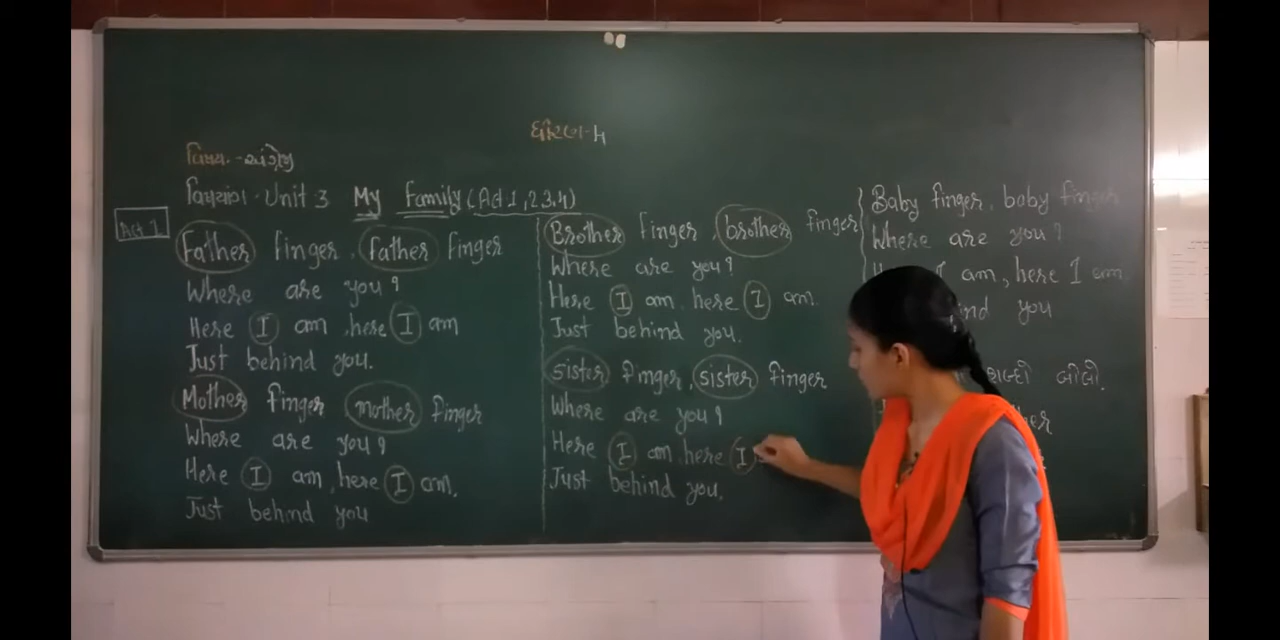 ધોરણ-૫
વિષય:-અંગ્રેજી
વિષયાંગ- Unit 3 My Family (Act 1, 2 3, 4)
Act 1
Father finger, father finger
Where are you?
Here I am, here I am
Just behind you.
Mother finger mother finger
Where are you?
Here I am, here I am.
Just behind you
Brother finger, brother finger
Where are you?
Here I am, here I am.
Just behind you.
sister finger, sister finger
Where are you?
Here I am, here I
Just behind you.
Baby finger, baby finger
Where are you?
I am, here I am
you
શબ્દો બોલો.